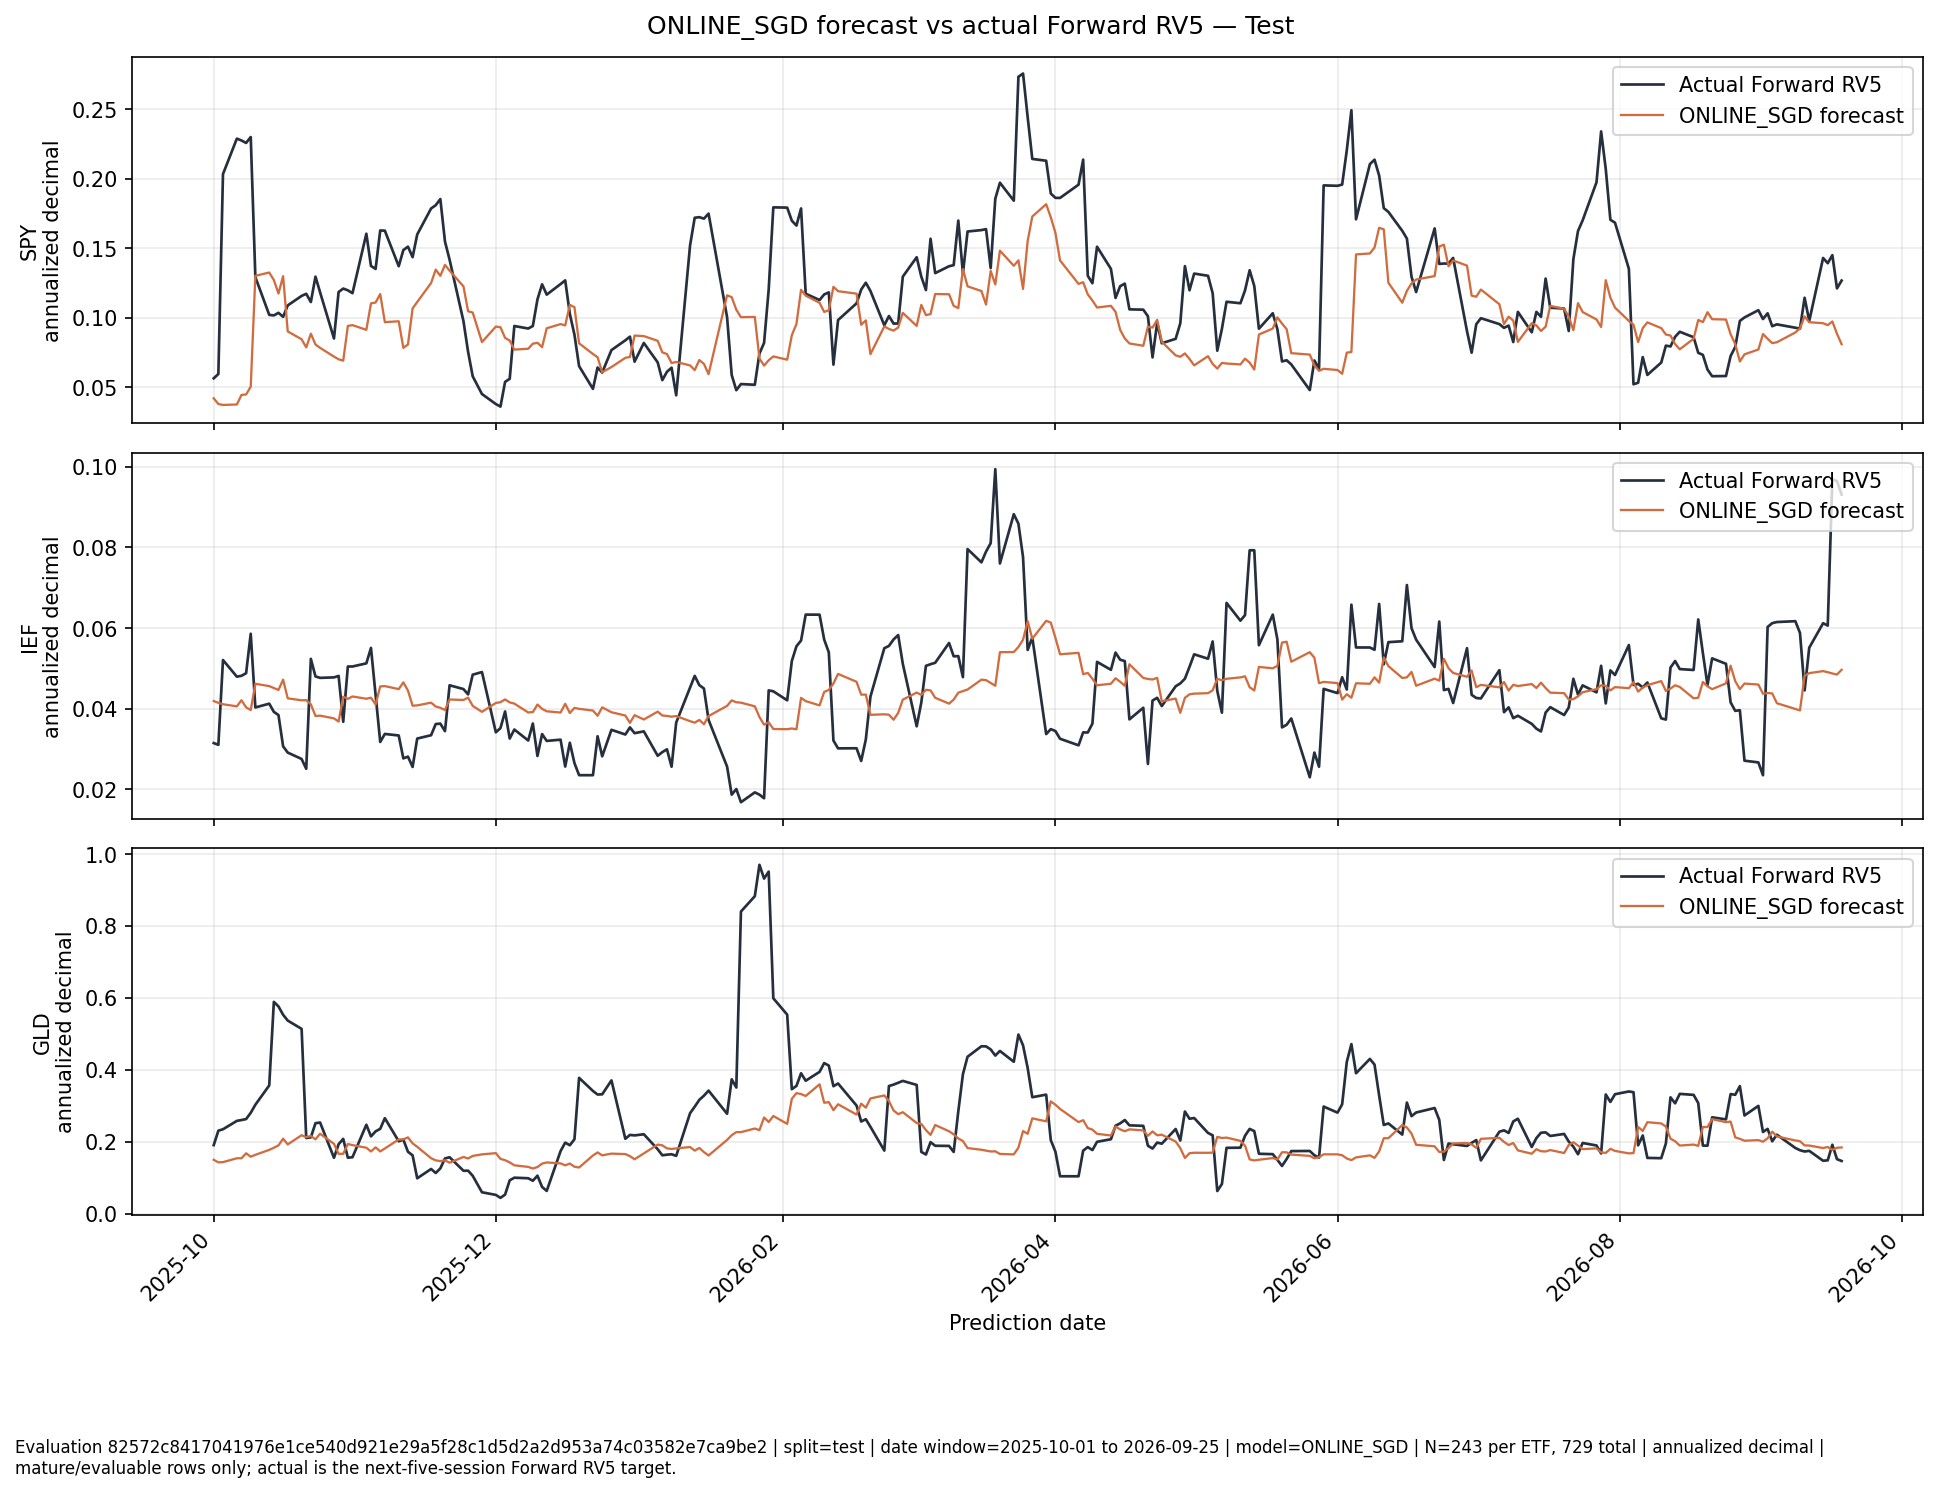 ONLINE_SGD forecast vs actual Forward RV5 — Test
SPY
annualized decimal
0.25
0.20
0.15
0.10
0.05
Actual Forward RV5
ONLINE_SGD forecast
IEF
annualized decimal
0.10
0.08
0.06
0.04
0.02
Actual Forward RV5
ONLINE_SGD forecast
GLD
annualized decimal
1.0
0.8
0.6
0.4
0.2
0.0
Actual Forward RV5
ONLINE_SGD forecast
2025-10
2025-12
2026-02
2026-04
2026-06
2026-08
2026-10
Prediction date
Evaluation 82572c8417041976e1ce540d921e29a5f28c1d5d2a2d953a74c03582e7ca9be2 | split=test | date window=2025-10-01 to 2026-09-25 | model=ONLINE_SGD | N=243 per ETF, 729 total | annualized decimal |
mature/evaluable rows only; actual is the next-five-session Forward RV5 target.